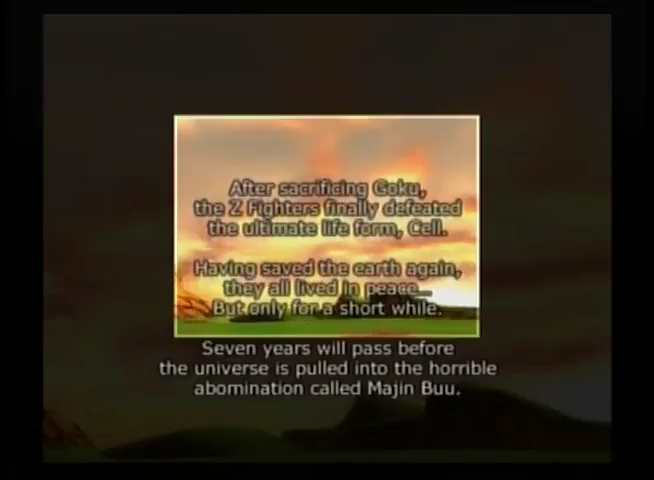 After sacrificing Goku,
the Z Fighters finally defeated
the ultimate life form, Cell.
Having saved the earth again,
they all lived in peace...
But only for a short while.
Seven years will pass before
the universe is pulled into the horrible
abomination called Majin Buu.